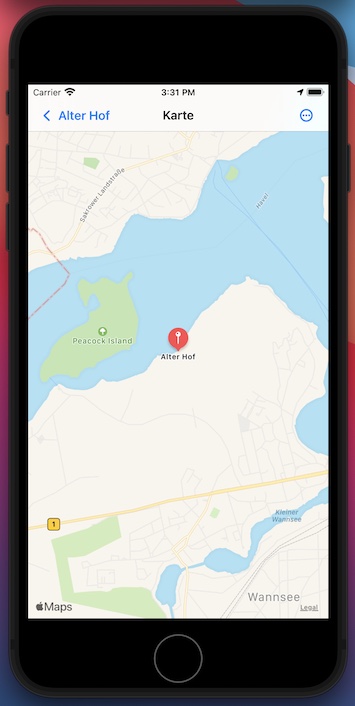 Carrier 3:31 PM
Alter Hof Karte
Sakrower Landstraße
Havel
Peacock Island
Alter Hof
1
Kleiner
Wannsee
Wannsee
Maps
Legal